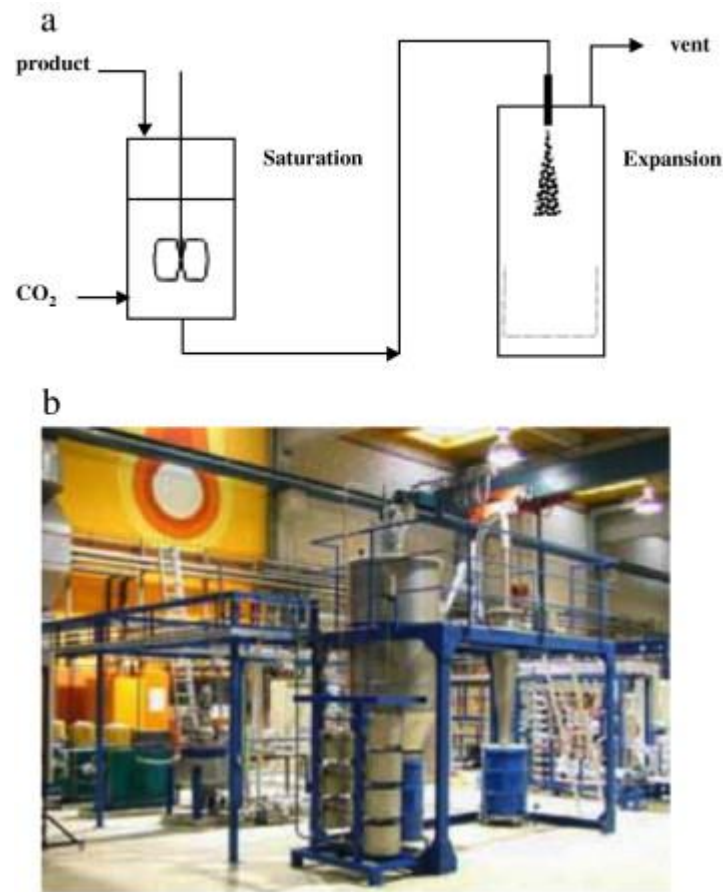 a
product
vent
Saturation
Expansion
CO₂
b